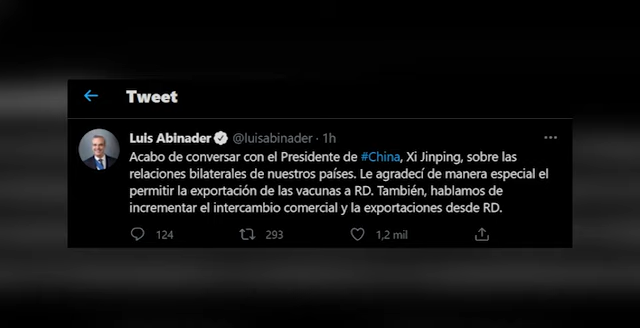 Tweet
Luis Abinader @luisabinader · 1h
Acabo de conversar con el Presidente de #China, Xi Jinping, sobre las
relaciones bilaterales de nuestros países. Le agradecí de manera especial el
permitir la exportación de las vacunas a RD. También, hablamos de
incrementar el intercambio comercial y la exportaciones desde RD.
124 293 1,2 mil